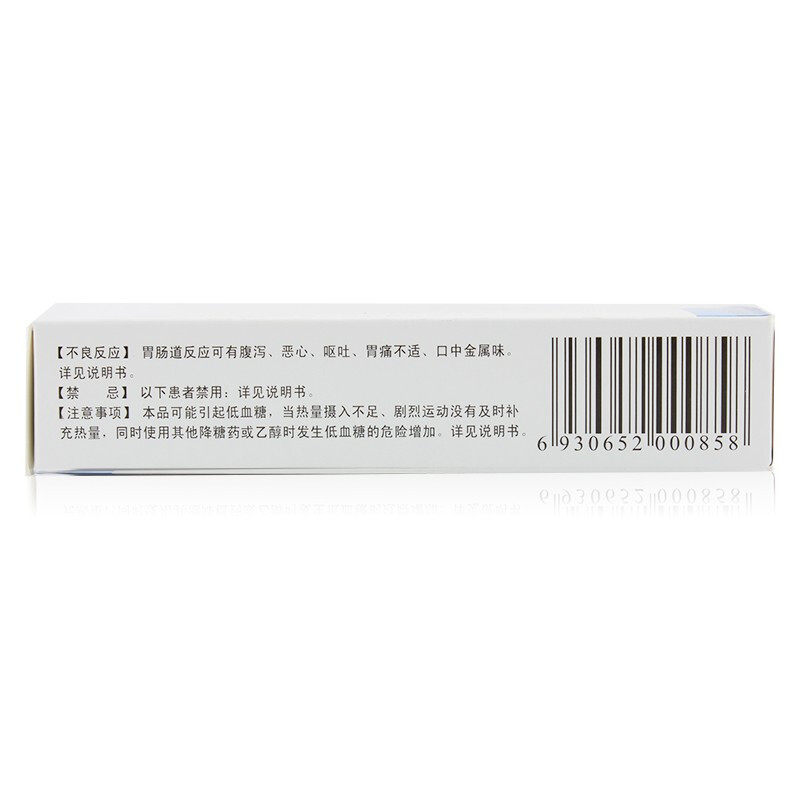 【不良反应】 胃肠道反应可有腹泻、恶心、呕吐、胃痛不适、口中金属味。
详见说明书。
【禁 忌】 以下患者禁用：详见说明书。
【注意事项】 本品可能引起低血糖，当热量摄入不足、剧烈运动没有及时补
充热量，同时使用其他降糖药或乙醇时发生低血糖的危险增加。详见说明书。
6 930652 000858